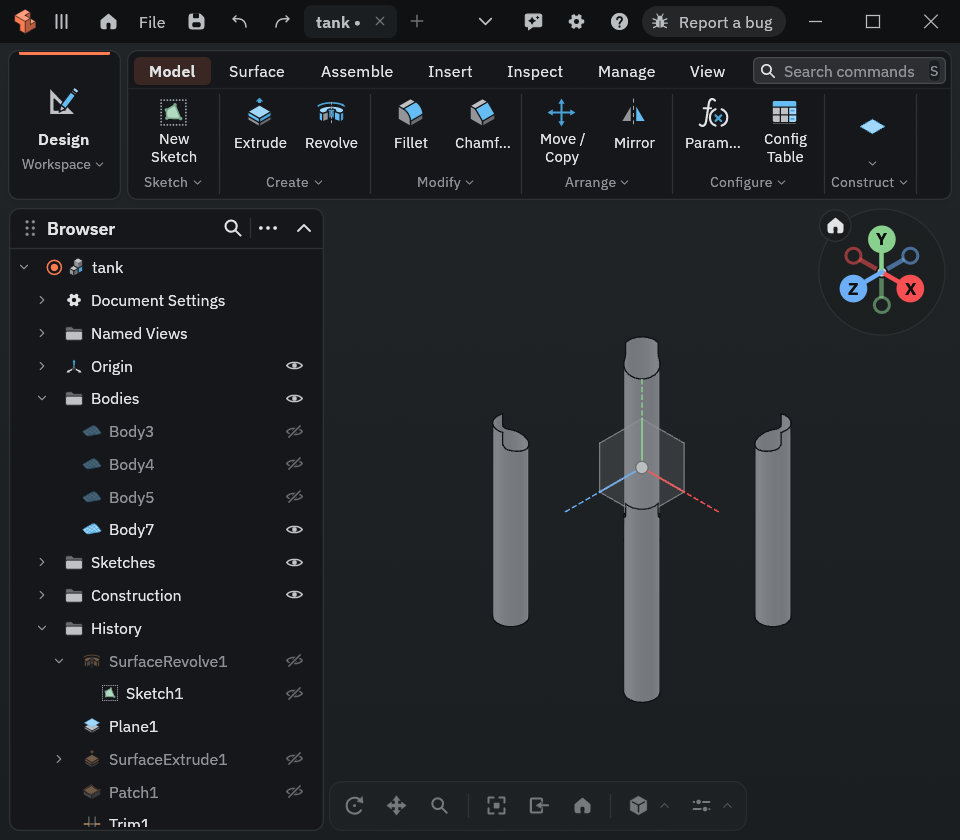 File
tank •
Report a bug
Design
Workspace
Model
Surface
Assemble
Insert
Inspect
Manage
View
Search commands
S
New
Sketch
Sketch
Extrude
Revolve
Create
Fillet
Chamf...
Modify
Move /
Copy
Mirror
Arrange
Param...
Config
Table
Configure
Construct
Browser
tank
Document Settings
Named Views
Origin
Bodies
Body3
Body4
Body5
Body7
Sketches
Construction
History
SurfaceRevolve1
Sketch1
Plane1
SurfaceExtrude1
Patch1
Trim1
Y
Z
X